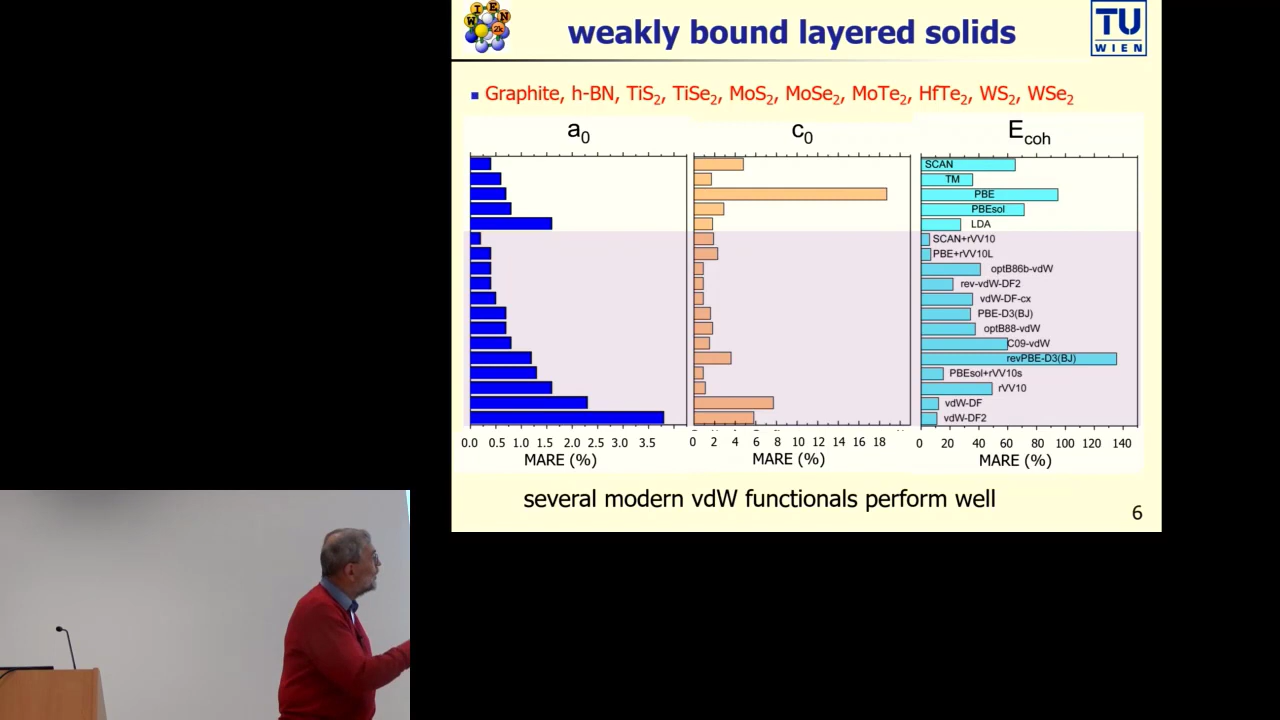 WIEN 2k
weakly bound layered solids
TU
WIEN
Graphite, h-BN, TiS2, TiSe2, MoS2, MoSe2, MoTe2, HfTe2, WS2, WSe2
a0
c0
Ecoh
SCAN
TM
PBE
PBEsol
LDA
SCAN+rVV10
PBE+rVV10L
optB86b-vdW
rev-vdW-DF2
vdW-DF-cx
PBE-D3(BJ)
optB88-vdW
C09-vdW
revPBE-D3(BJ)
PBEsol+rVV10s
rVV10
vdW-DF
vdW-DF2
0.0 0.5 1.0 1.5 2.0 2.5 3.0 3.5
0 2 4 6 8 10 12 14 16 18
0 20 40 60 80 100 120 140
MARE (%)
MARE (%)
MARE (%)
several modern vdW functionals perform well
6